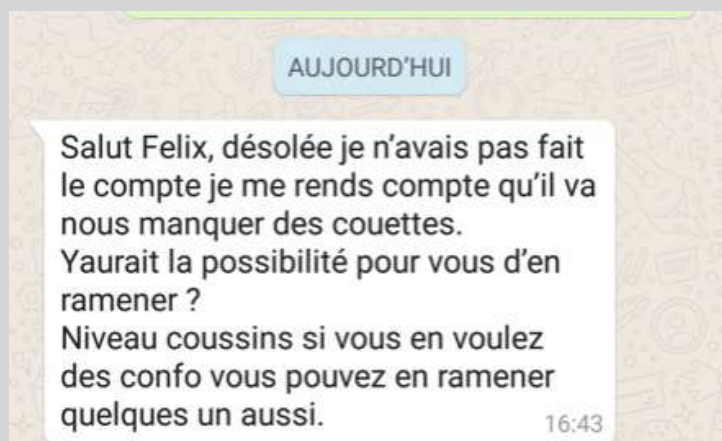 AUJOURD'HUI
Salut Felix, désolée je n'avais pas fait
le compte je me rends compte qu'il va
nous manquer des couettes.
Yaurait la possibilité pour vous d'en
ramener ?
Niveau coussins si vous en voulez
des confo vous pouvez en ramener
quelques un aussi.
16:43